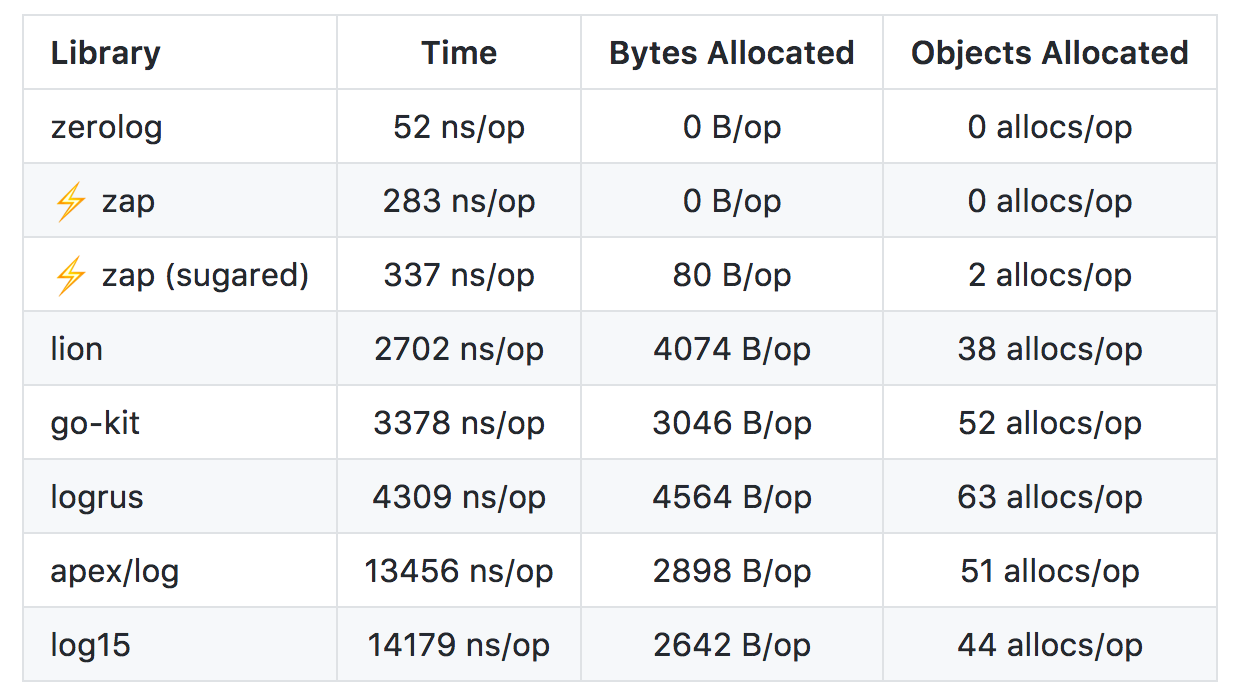 Library Time Bytes Allocated Objects Allocated
zerolog 52 ns/op 0 B/op 0 allocs/op
⚡ zap 283 ns/op 0 B/op 0 allocs/op
⚡ zap (sugared) 337 ns/op 80 B/op 2 allocs/op
lion 2702 ns/op 4074 B/op 38 allocs/op
go-kit 3378 ns/op 3046 B/op 52 allocs/op
logrus 4309 ns/op 4564 B/op 63 allocs/op
apex/log 13456 ns/op 2898 B/op 51 allocs/op
log15 14179 ns/op 2642 B/op 44 allocs/op